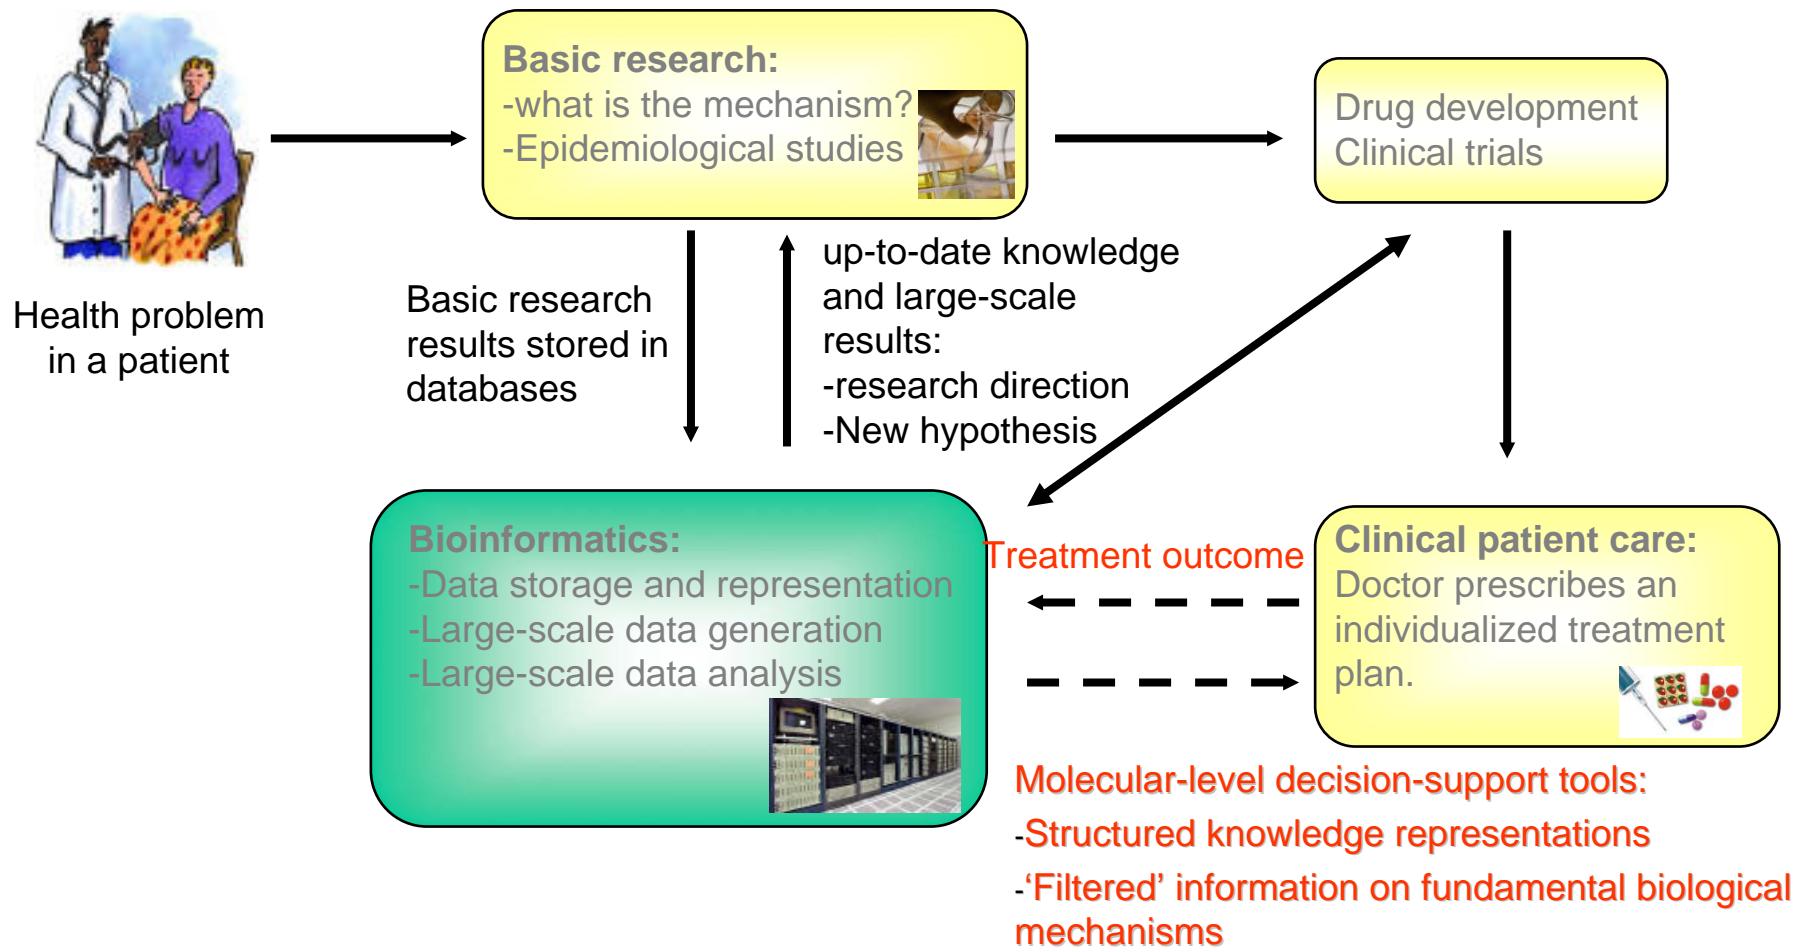 Basic research:
-what is the mechanism?
-Epidemiological studies
Drug development
Clinical trials
Health problem
in a patient
Basic research
results stored in
databases
up-to-date knowledge
and large-scale
results:
-research direction
-New hypothesis
Bioinformatics:
-Data storage and representation
-Large-scale data generation
-Large-scale data analysis
Treatment outcome
Clinical patient care:
Doctor prescribes an
individualized treatment
plan.
Molecular-level decision-support tools:
-Structured knowledge representations
-‘Filtered’ information on fundamental biological
mechanisms